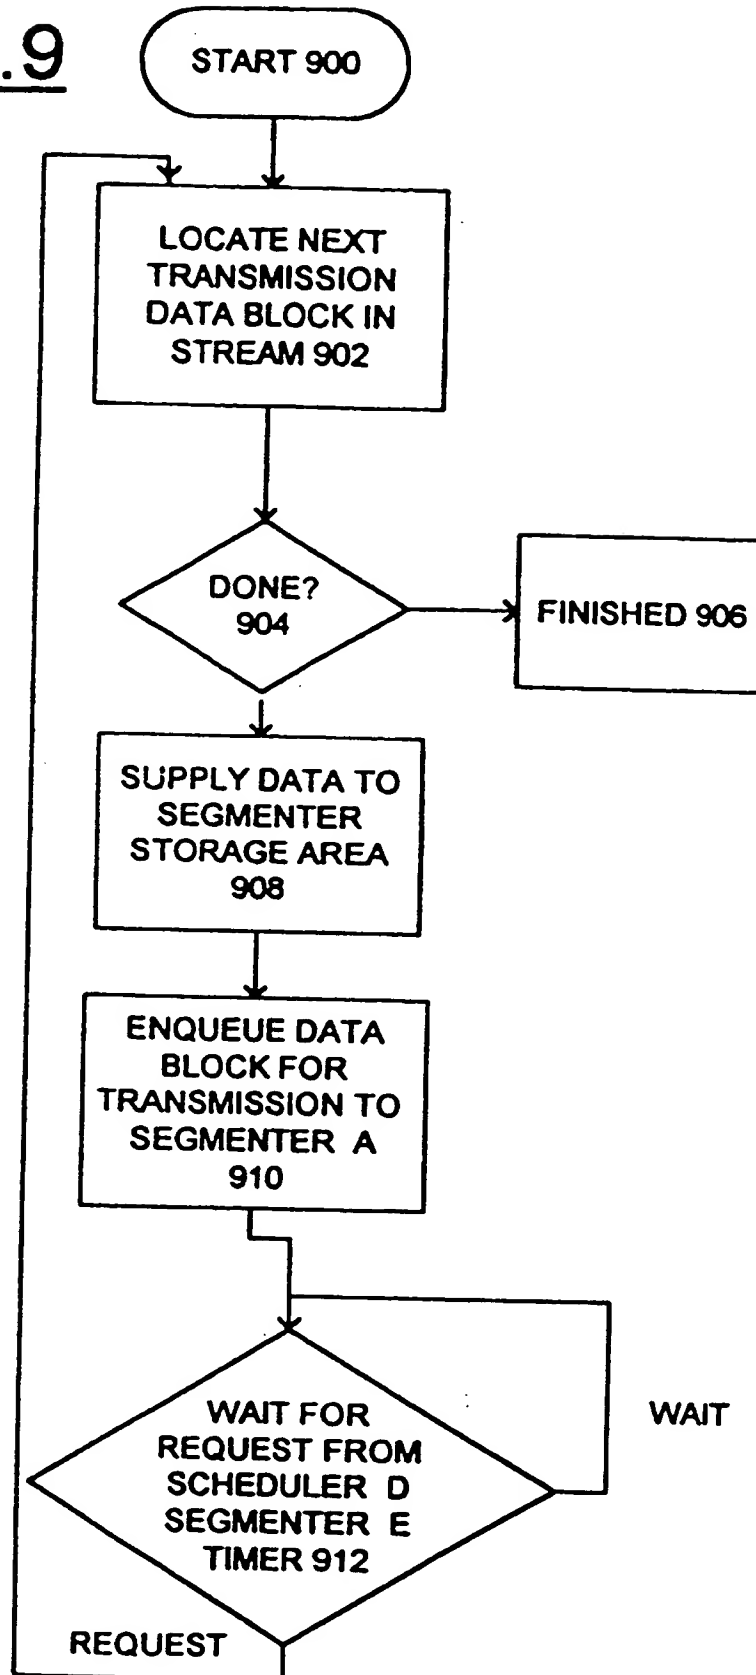 .9
START 900
LOCATE NEXT
TRANSMISSION
DATA BLOCK IN
STREAM 902
DONE?
904
FINISHED 906
SUPPLY DATA TO
SEGMENTER
STORAGE AREA
908
ENQUEUE DATA
BLOCK FOR
TRANSMISSION TO
SEGMENTER A
910
WAIT FOR
REQUEST FROM
SCHEDULER D
SEGMENTER E
TIMER 912
WAIT
REQUEST